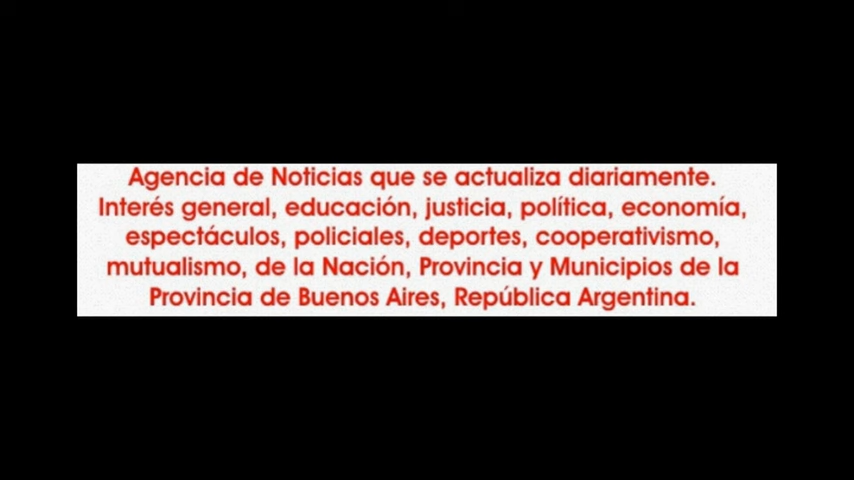 Agencia de Noticias que se actualiza diariamente.
Interés general, educación, justicia, política, economía,
espectáculos, policiales, deportes, cooperativismo,
mutualismo, de la Nación, Provincia y Municipios de la
Provincia de Buenos Aires, República Argentina.